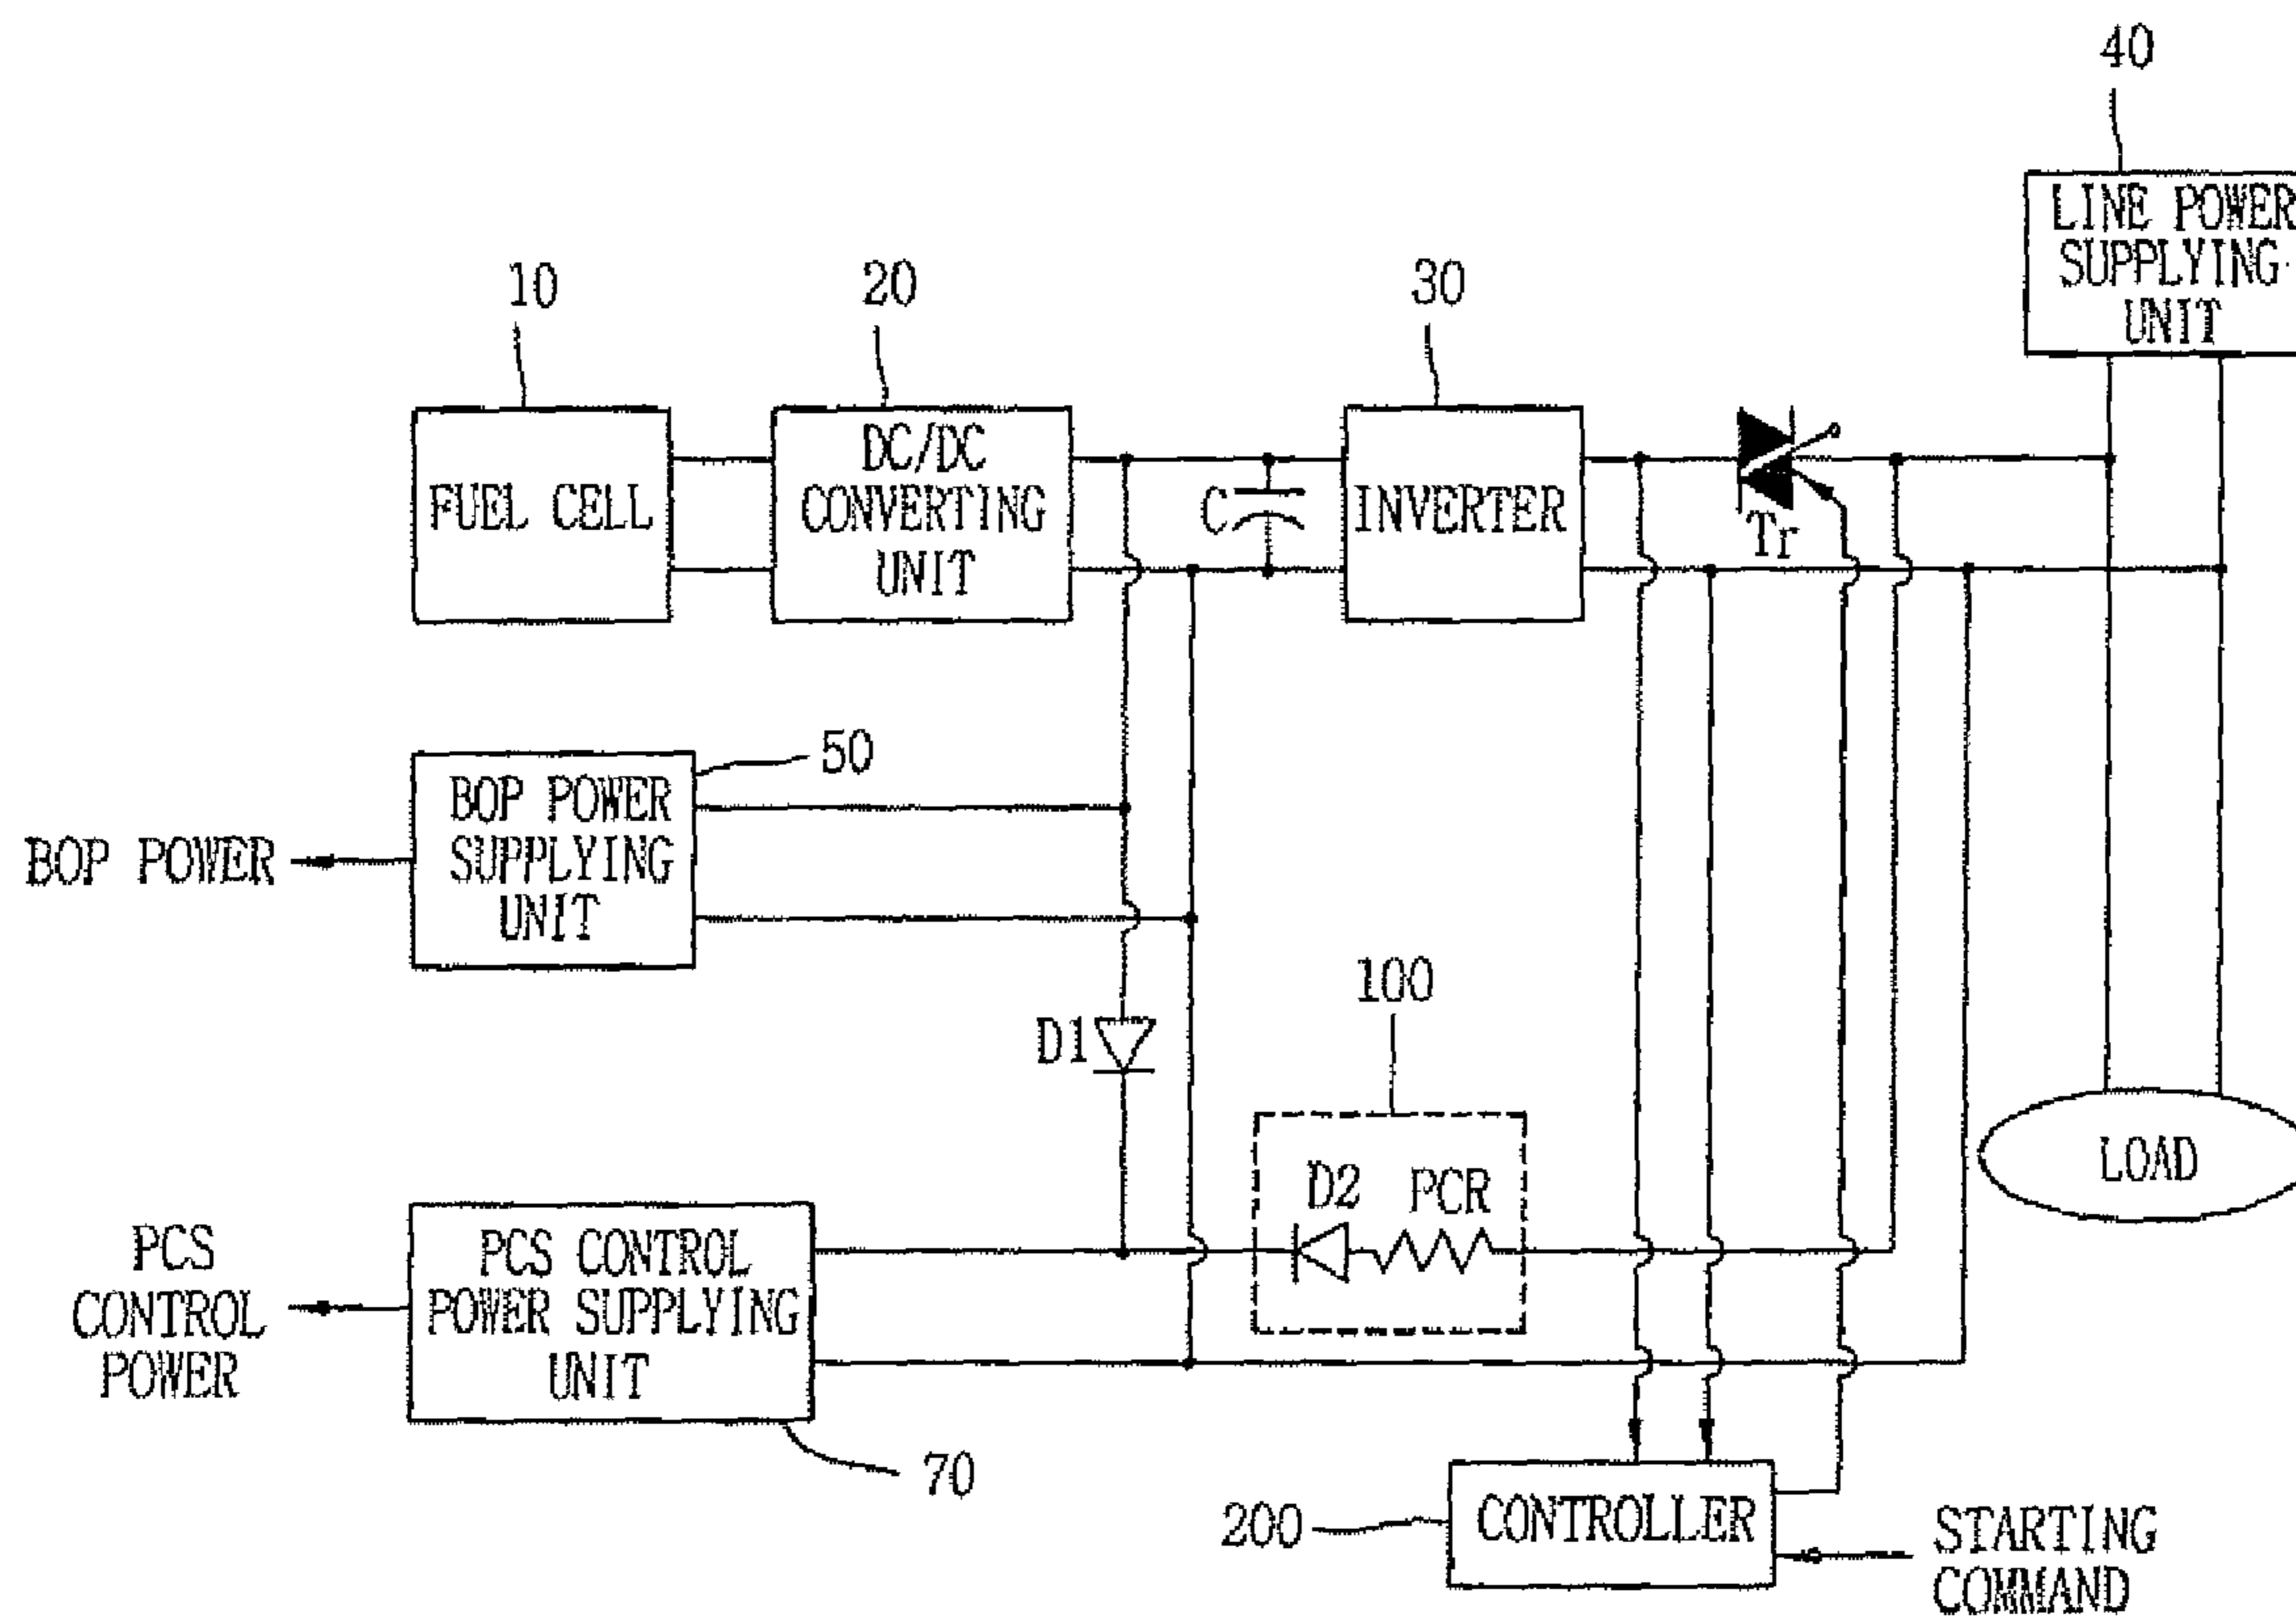 40
LINE POWER
SUPPLYING
UNIT
10
20
30
FUEL CELL
DC/DC
CONVERTING
UNIT
C
INVERTER
Tr
50
BOP POWER
SUPPLYING
UNIT
BOP POWER
100
D1
D2
PCR
LOAD
PCS
CONTROL
POWER
PCS CONTROL
POWER SUPPLYING
UNIT
70
200
CONTROLLER
STARTING
COMMAND